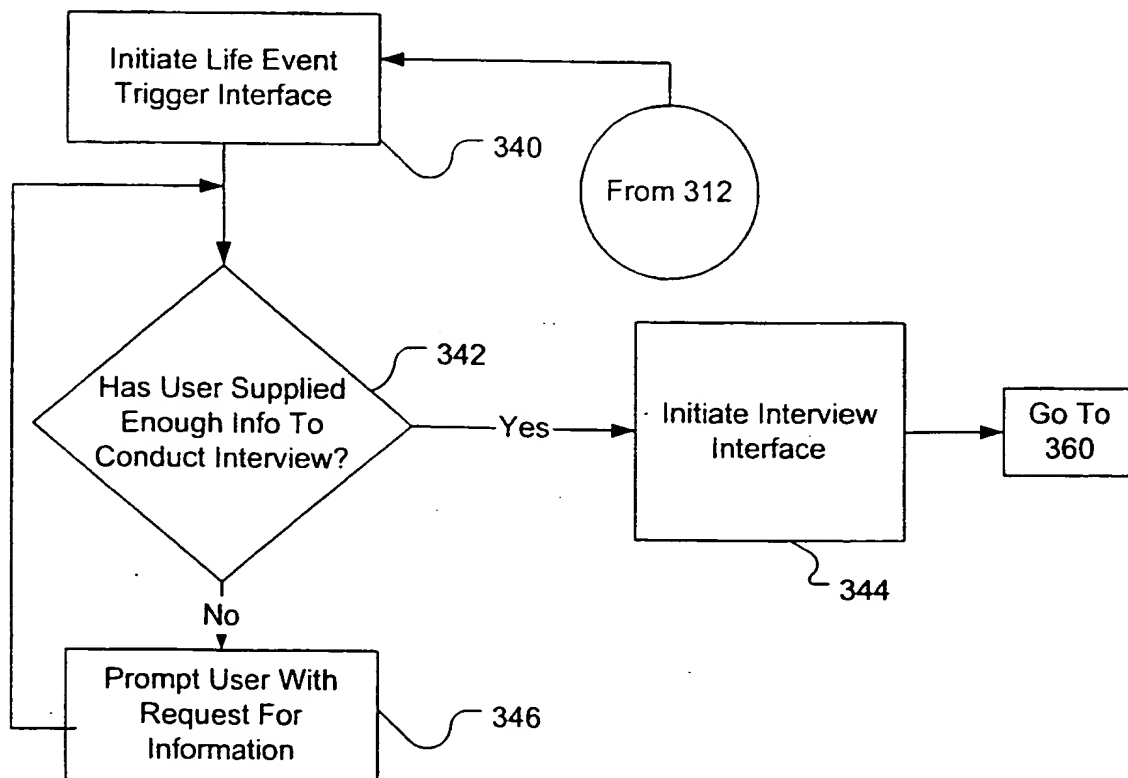 Initiate Life Event
Trigger Interface
340
From 312
342
Has User Supplied
Enough Info To
Conduct Interview?
Yes
Initiate Interview
Interface
Go To
360
344
No
Prompt User With
Request For
Information
346